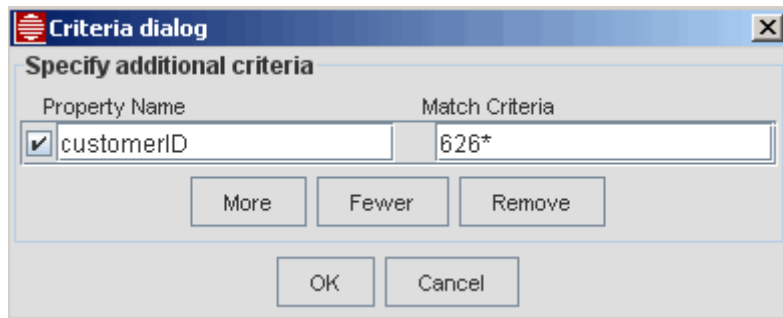 Criteria dialog
Specify additional criteria
Property Name Match Criteria
customerID 626*
More Fewer Remove
OK Cancel